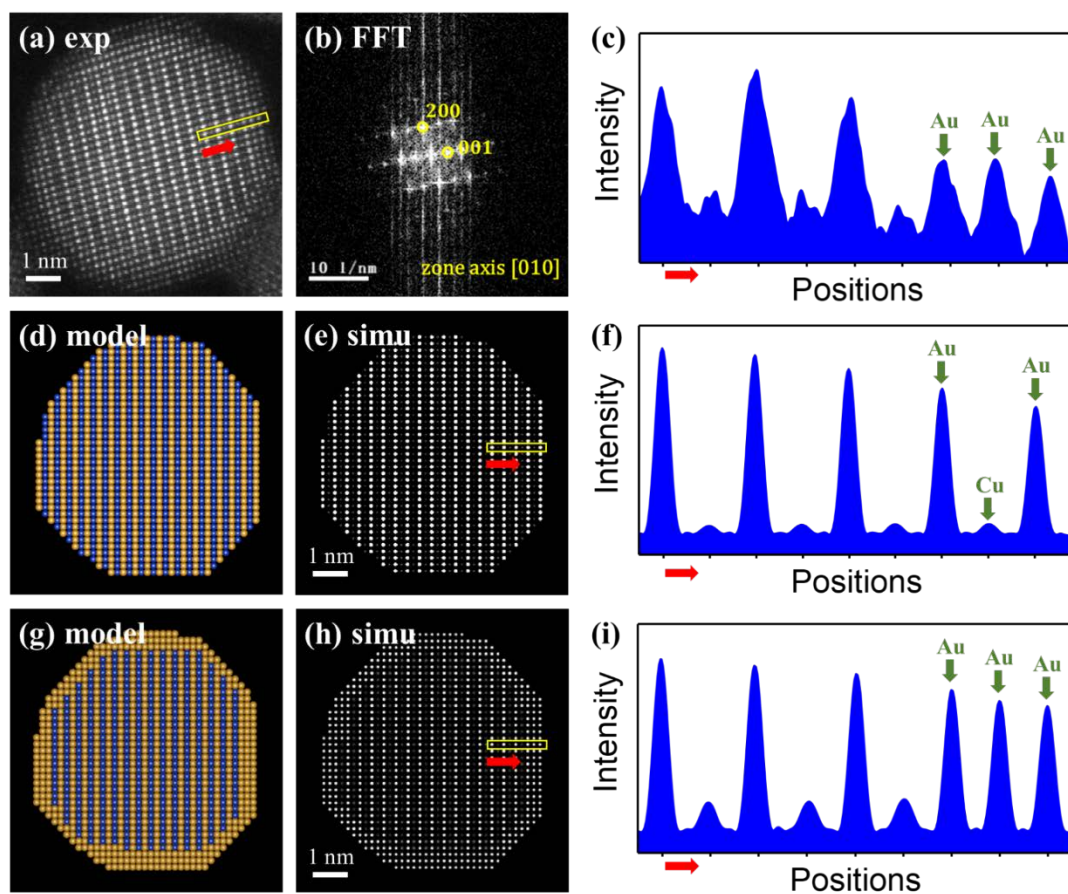 (a) exp
1 nm
(b) FFT
200
001
10 1/nm
zone axis [010]
(c)
Intensity
Au
Au
Au
Positions
(d) model
(e) simu
1 nm
(f)
Intensity
Au
Cu
Au
Positions
(g) model
(h) simu
1 nm
(i)
Intensity
Au
Au
Au
Positions